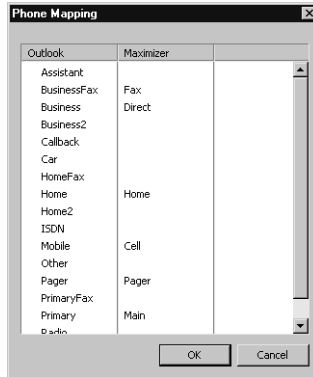 Phone Mapping
Outlook Maximizer
Assistant
BusinessFax Fax
Business Direct
Business2
Callback
Car
HomeFax
Home Home
Home2
ISDN
Mobile Cell
Other
Pager Pager
PrimaryFax
Primary Main
Radio
OK Cancel